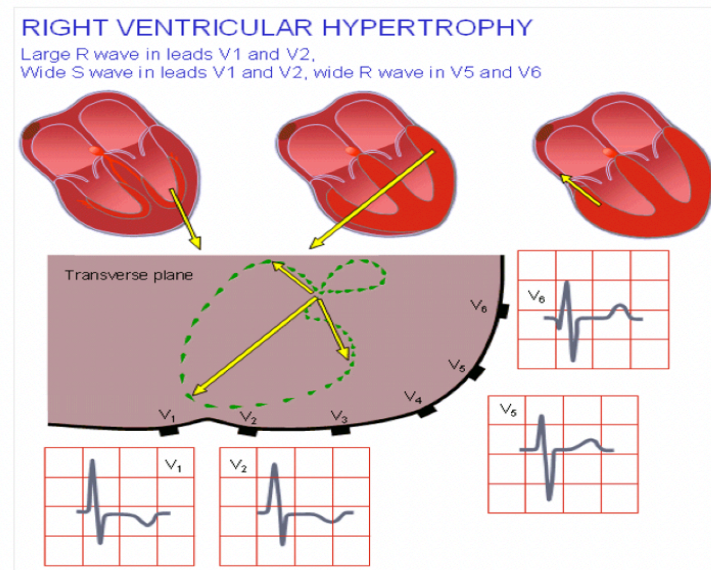 RIGHT VENTRICULAR HYPERTROPHY
Large R wave in leads V1 and V2,
Wide S wave in leads V1 and V2, wide R wave in V5 and V6
Transverse plane
V6
V6
V5
V4
V5
V1
V2
V3
V1
V2